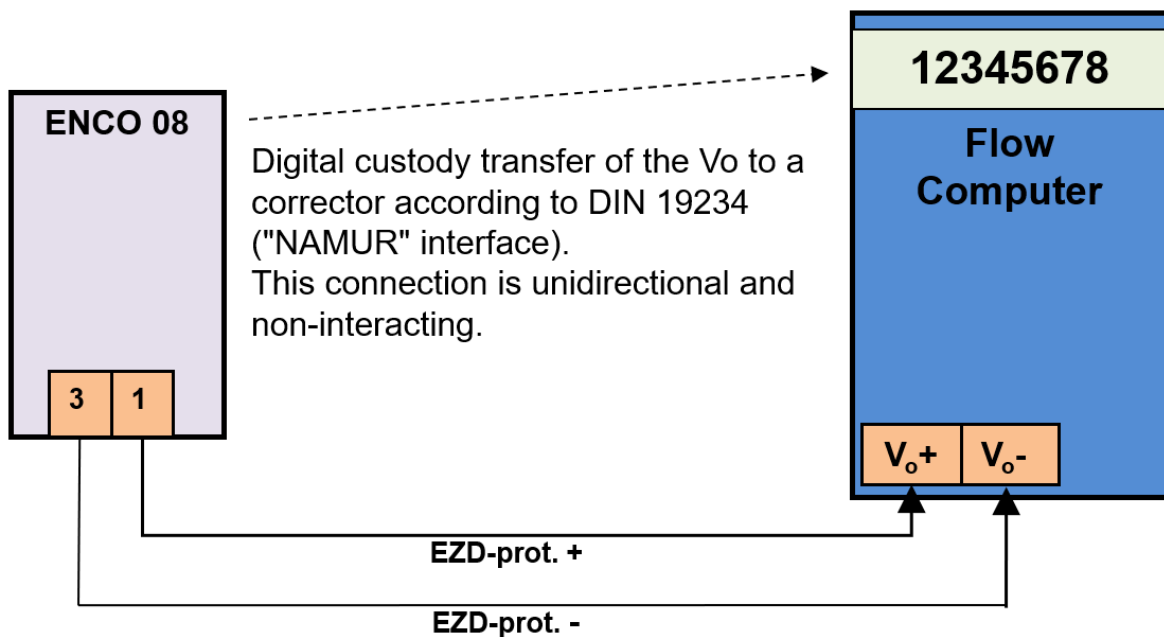 ENCO 08
12345678
Flow
Computer
Digital custody transfer of the Vo to a
corrector according to DIN 19234
("NAMUR" interface).
This connection is unidirectional and
non-interacting.
3 1
Vo+ Vo-
EZD-prot. +
EZD-prot. -